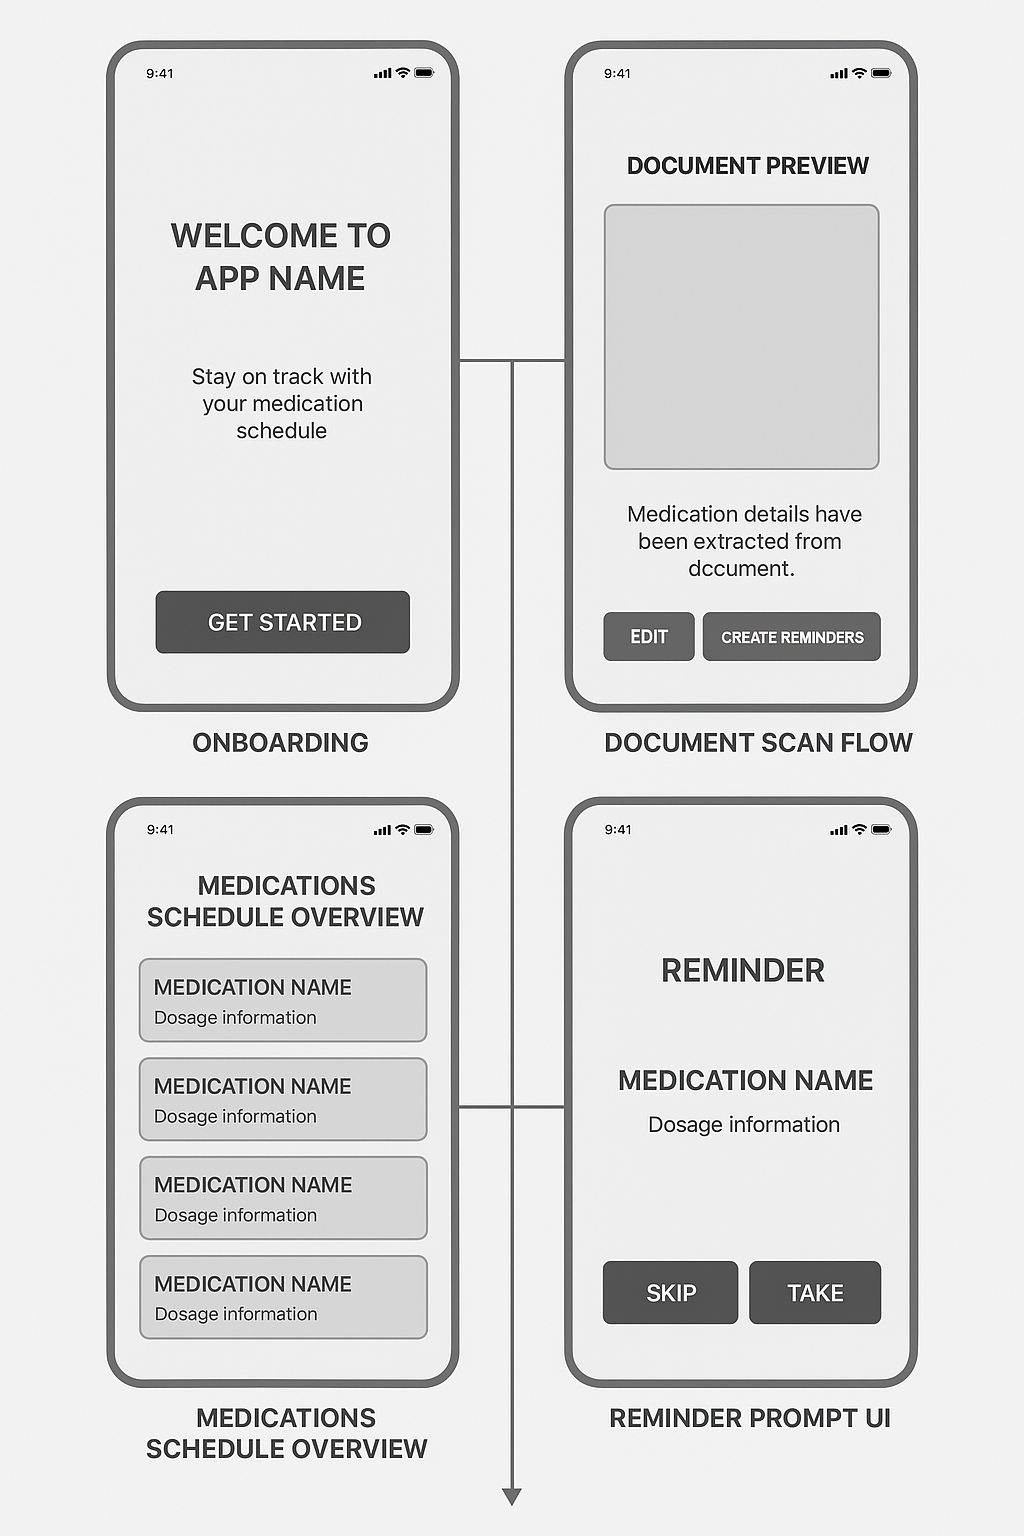 9:41
WELCOME TO
APP NAME
Stay on track with
your medication
schedule
GET STARTED
ONBOARDING
9:41
DOCUMENT PREVIEW
Medication details have
been extracted from
dccument.
EDIT
CREATE REMINDERS
DOCUMENT SCAN FLOW
9:41
MEDICATIONS
SCHEDULE OVERVIEW
MEDICATION NAME
Dosage information
MEDICATION NAME
Dosage information
MEDICATION NAME
Dosage information
MEDICATION NAME
Dosage information
MEDICATIONS
SCHEDULE OVERVIEW
9:41
REMINDER
MEDICATION NAME
Dosage information
SKIP
TAKE
REMINDER PROMPT UI